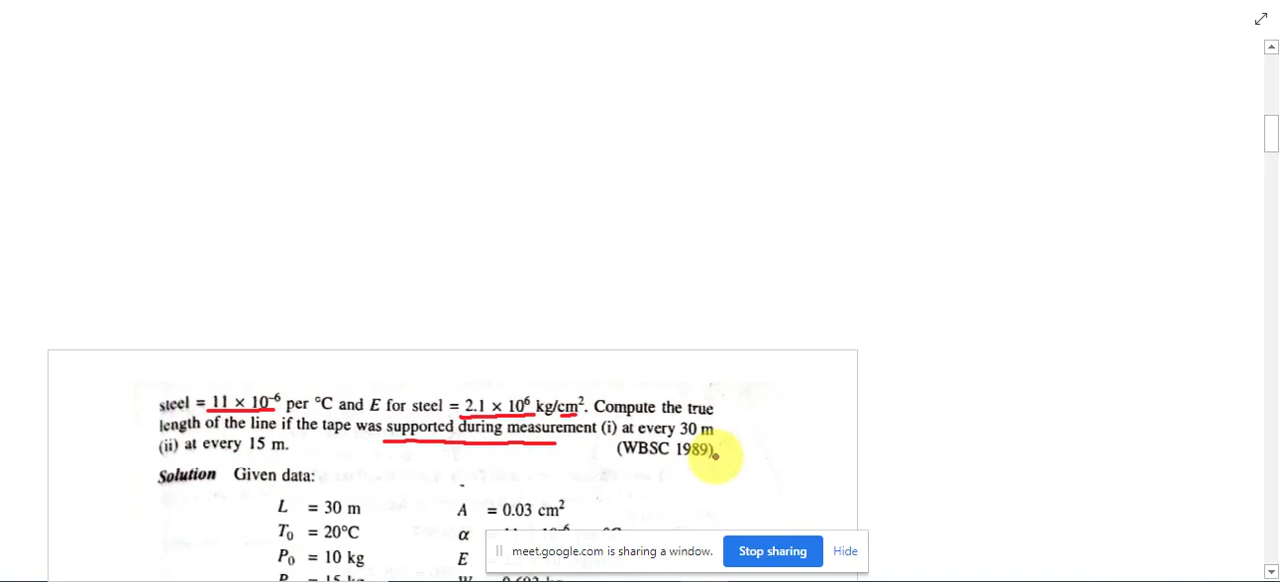 steel = 11 × 10⁻⁶ per °C and E for steel = 2.1 × 10⁶ kg/cm². Compute the true
length of the line if the tape was supported during measurement (i) at every 30 m
(ii) at every 15 m. (WBSC 1989)
Solution Given data:
L = 30 m A = 0.03 cm²
T₀ = 20°C α
P₀ = 10 kg E
meet.google.com is sharing a window. Stop sharing Hide